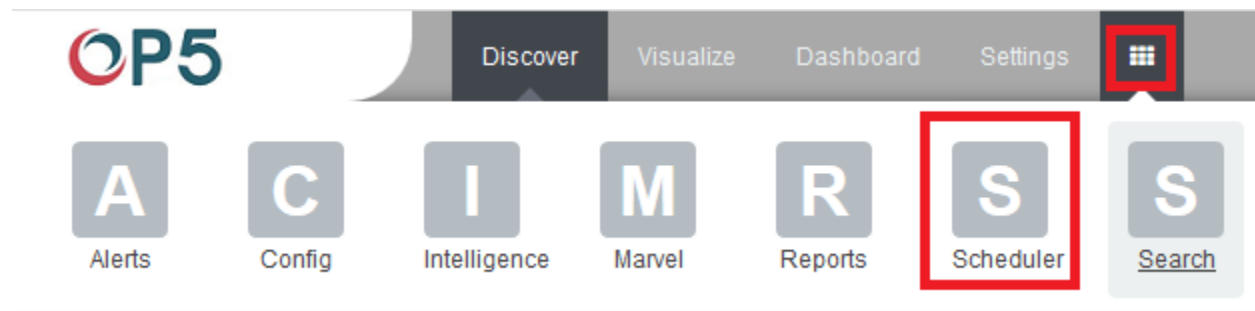 OP5 Discover Visualize Dashboard Settings
A C I M R S S
Alerts Config Intelligence Marvel Reports Scheduler Search